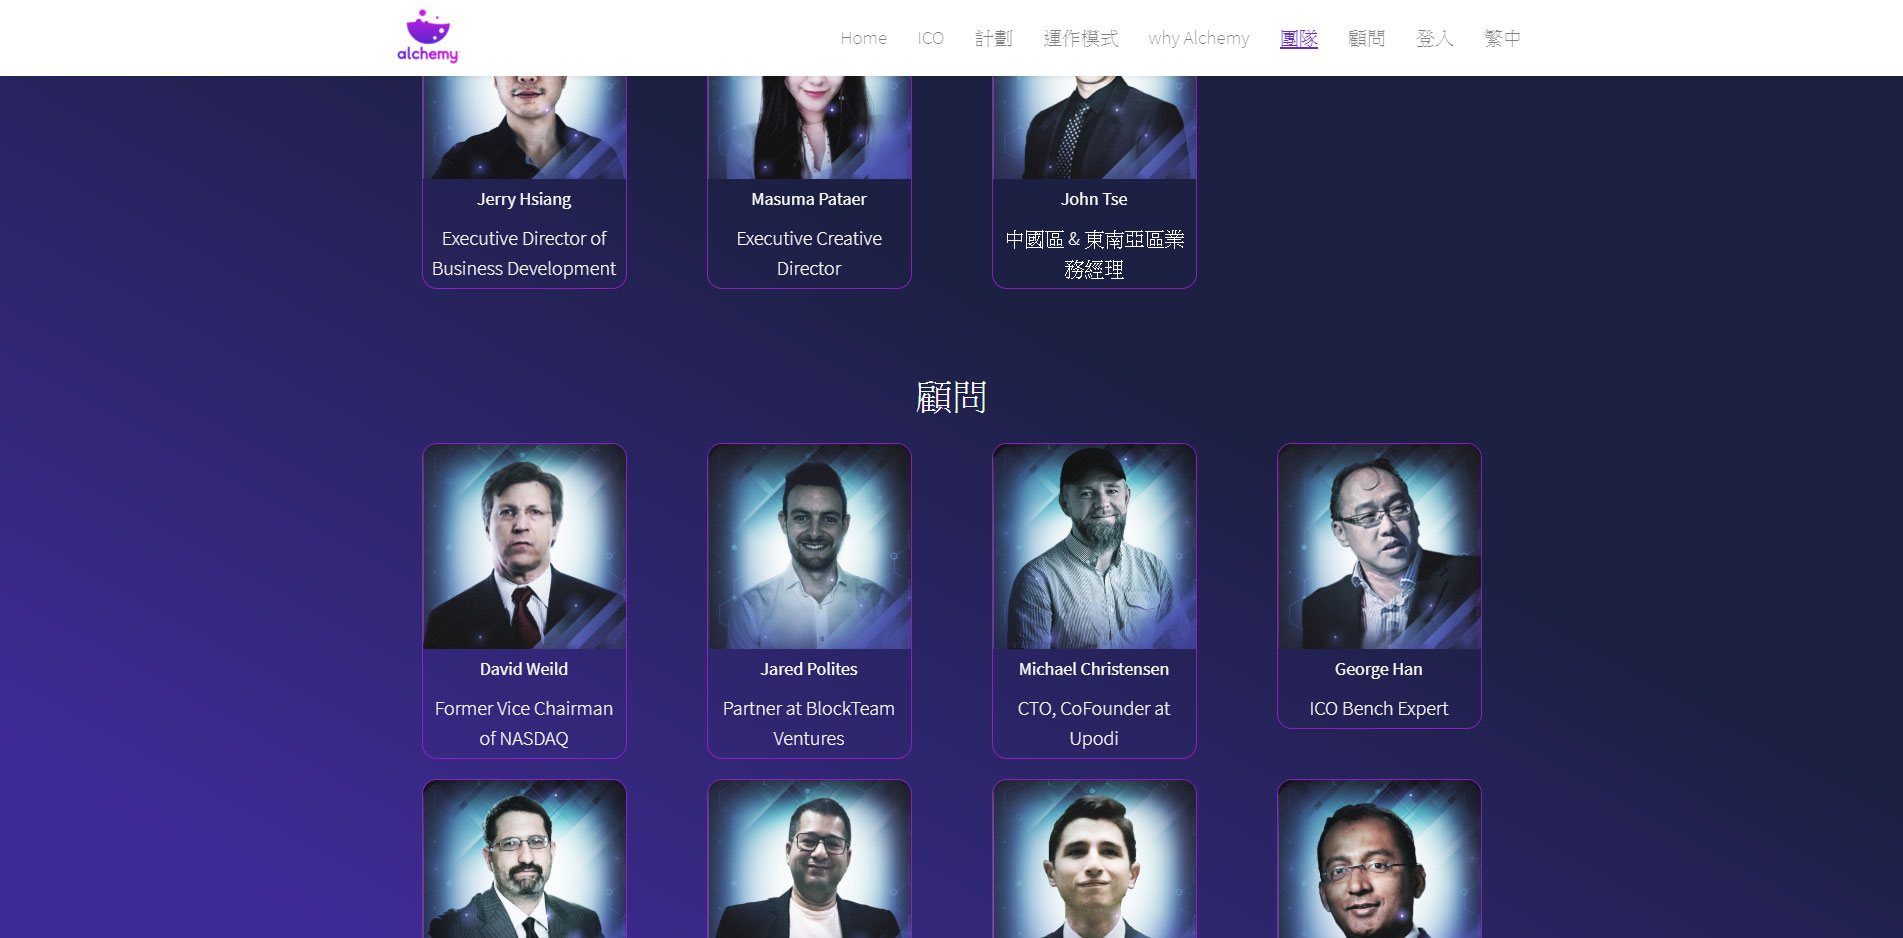 alchemy
Home ICO 計劃 運作模式 why Alchemy 團隊 顧問 登入 繁中
Jerry Hsiang
Executive Director of
Business Development
Masuma Pataer
Executive Creative
Director
John Tse
中國區 & 東南亞區業
務經理
顧問
David Weild
Former Vice Chairman
of NASDAQ
Jared Polites
Partner at BlockTeam
Ventures
Michael Christensen
CTO, CoFounder at
Upodi
George Han
ICO Bench Expert